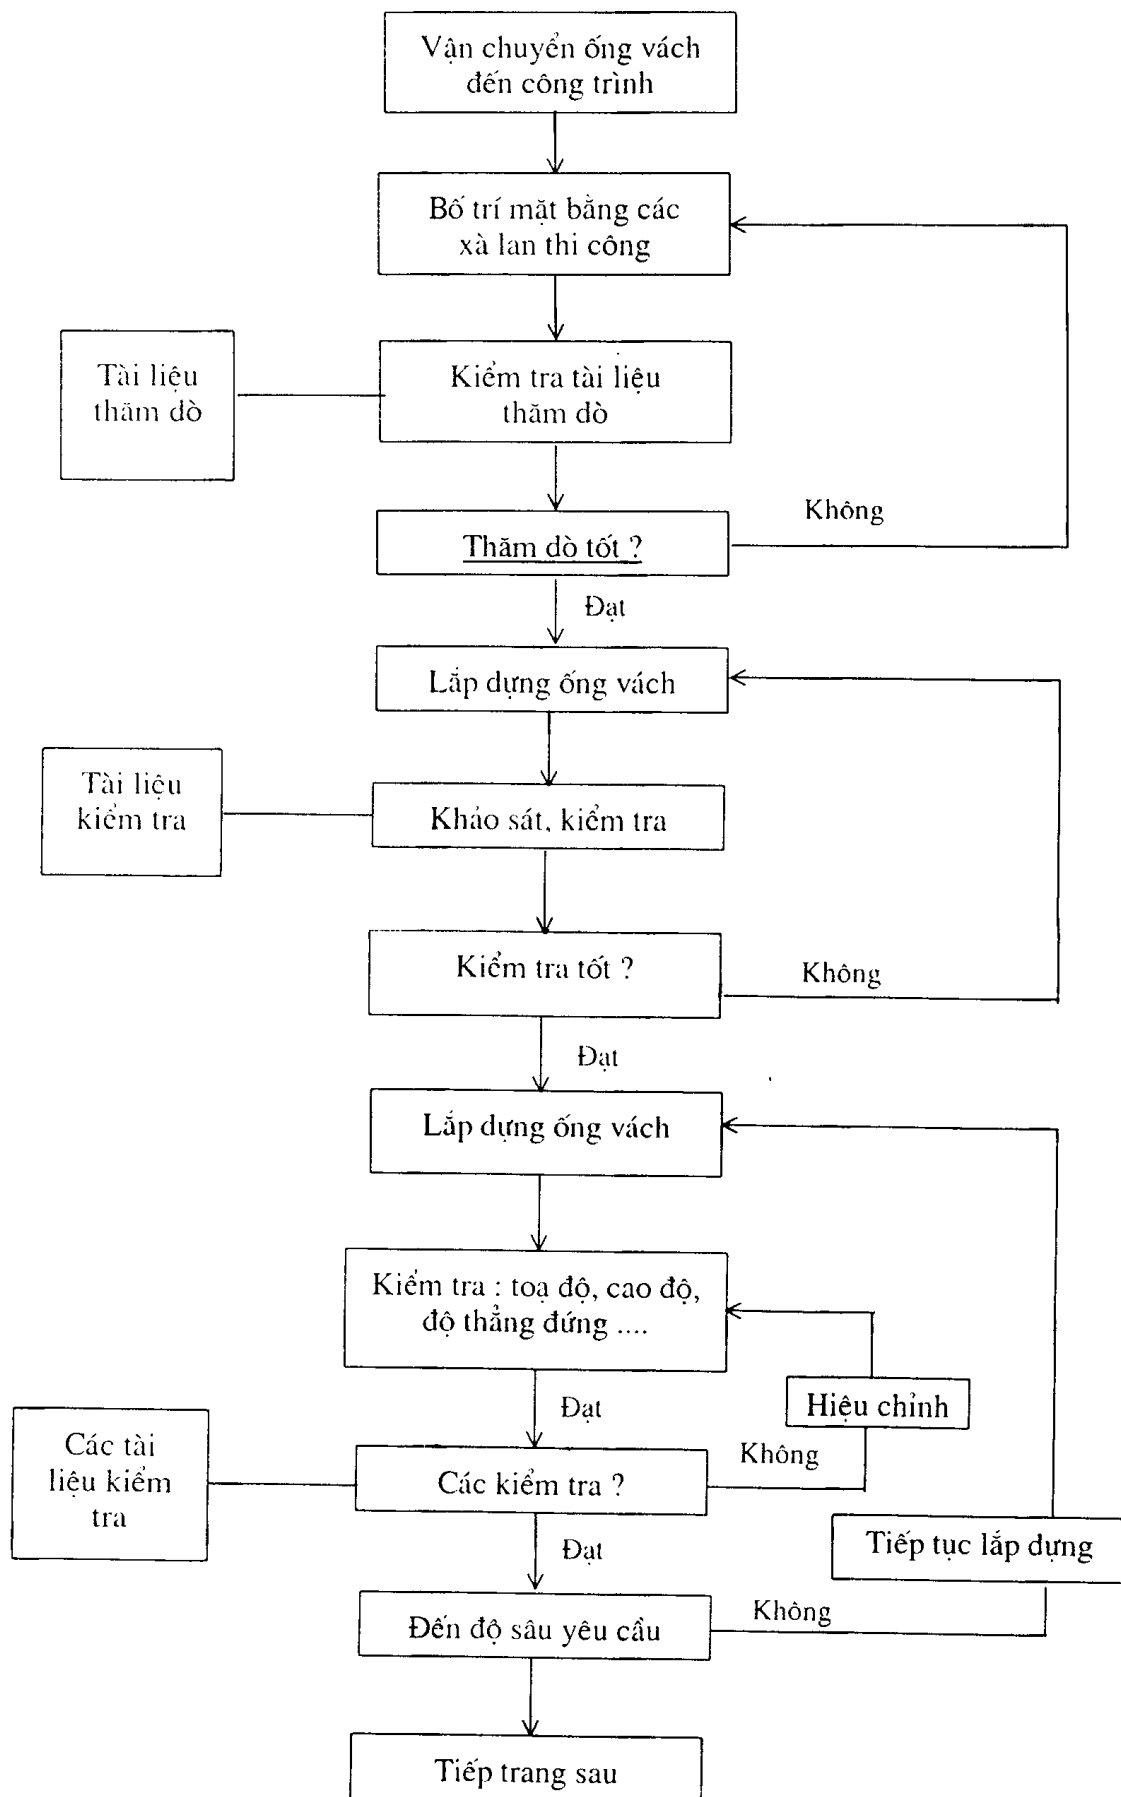 Vận chuyển ống vách
đến công trình
Bố trí mặt bằng các
xà lan thi công
Tài liệu
thăm dò
Kiểm tra tài liệu
thăm dò
Thăm dò tốt ?
Không
Đạt
Lắp dựng ống vách
Tài liệu
kiểm tra
Khảo sát, kiểm tra
Kiểm tra tốt ?
Không
Đạt
Lắp dựng ống vách
Kiểm tra : toạ độ, cao độ,
độ thẳng đứng ....
Đạt
Hiệu chỉnh
Các tài
liệu kiểm
tra
Các kiểm tra ?
Không
Đạt
Tiếp tục lắp dựng
Đến độ sâu yêu cầu
Không
Tiếp trang sau